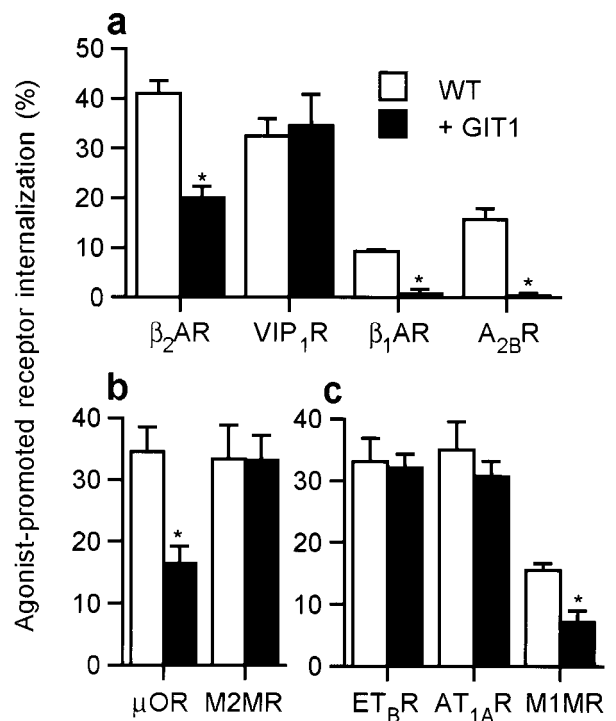 Agonist-promoted receptor internalization (%)
a
50
40
30
20
10
0
WT
+ GIT1
*
*
*
β₂AR VIP₁R β₁AR A₂BR
b
40
30
20
10
0
*
μOR M2MR
c
40
30
20
10
0
*
ET_BR AT₁AR M1MR